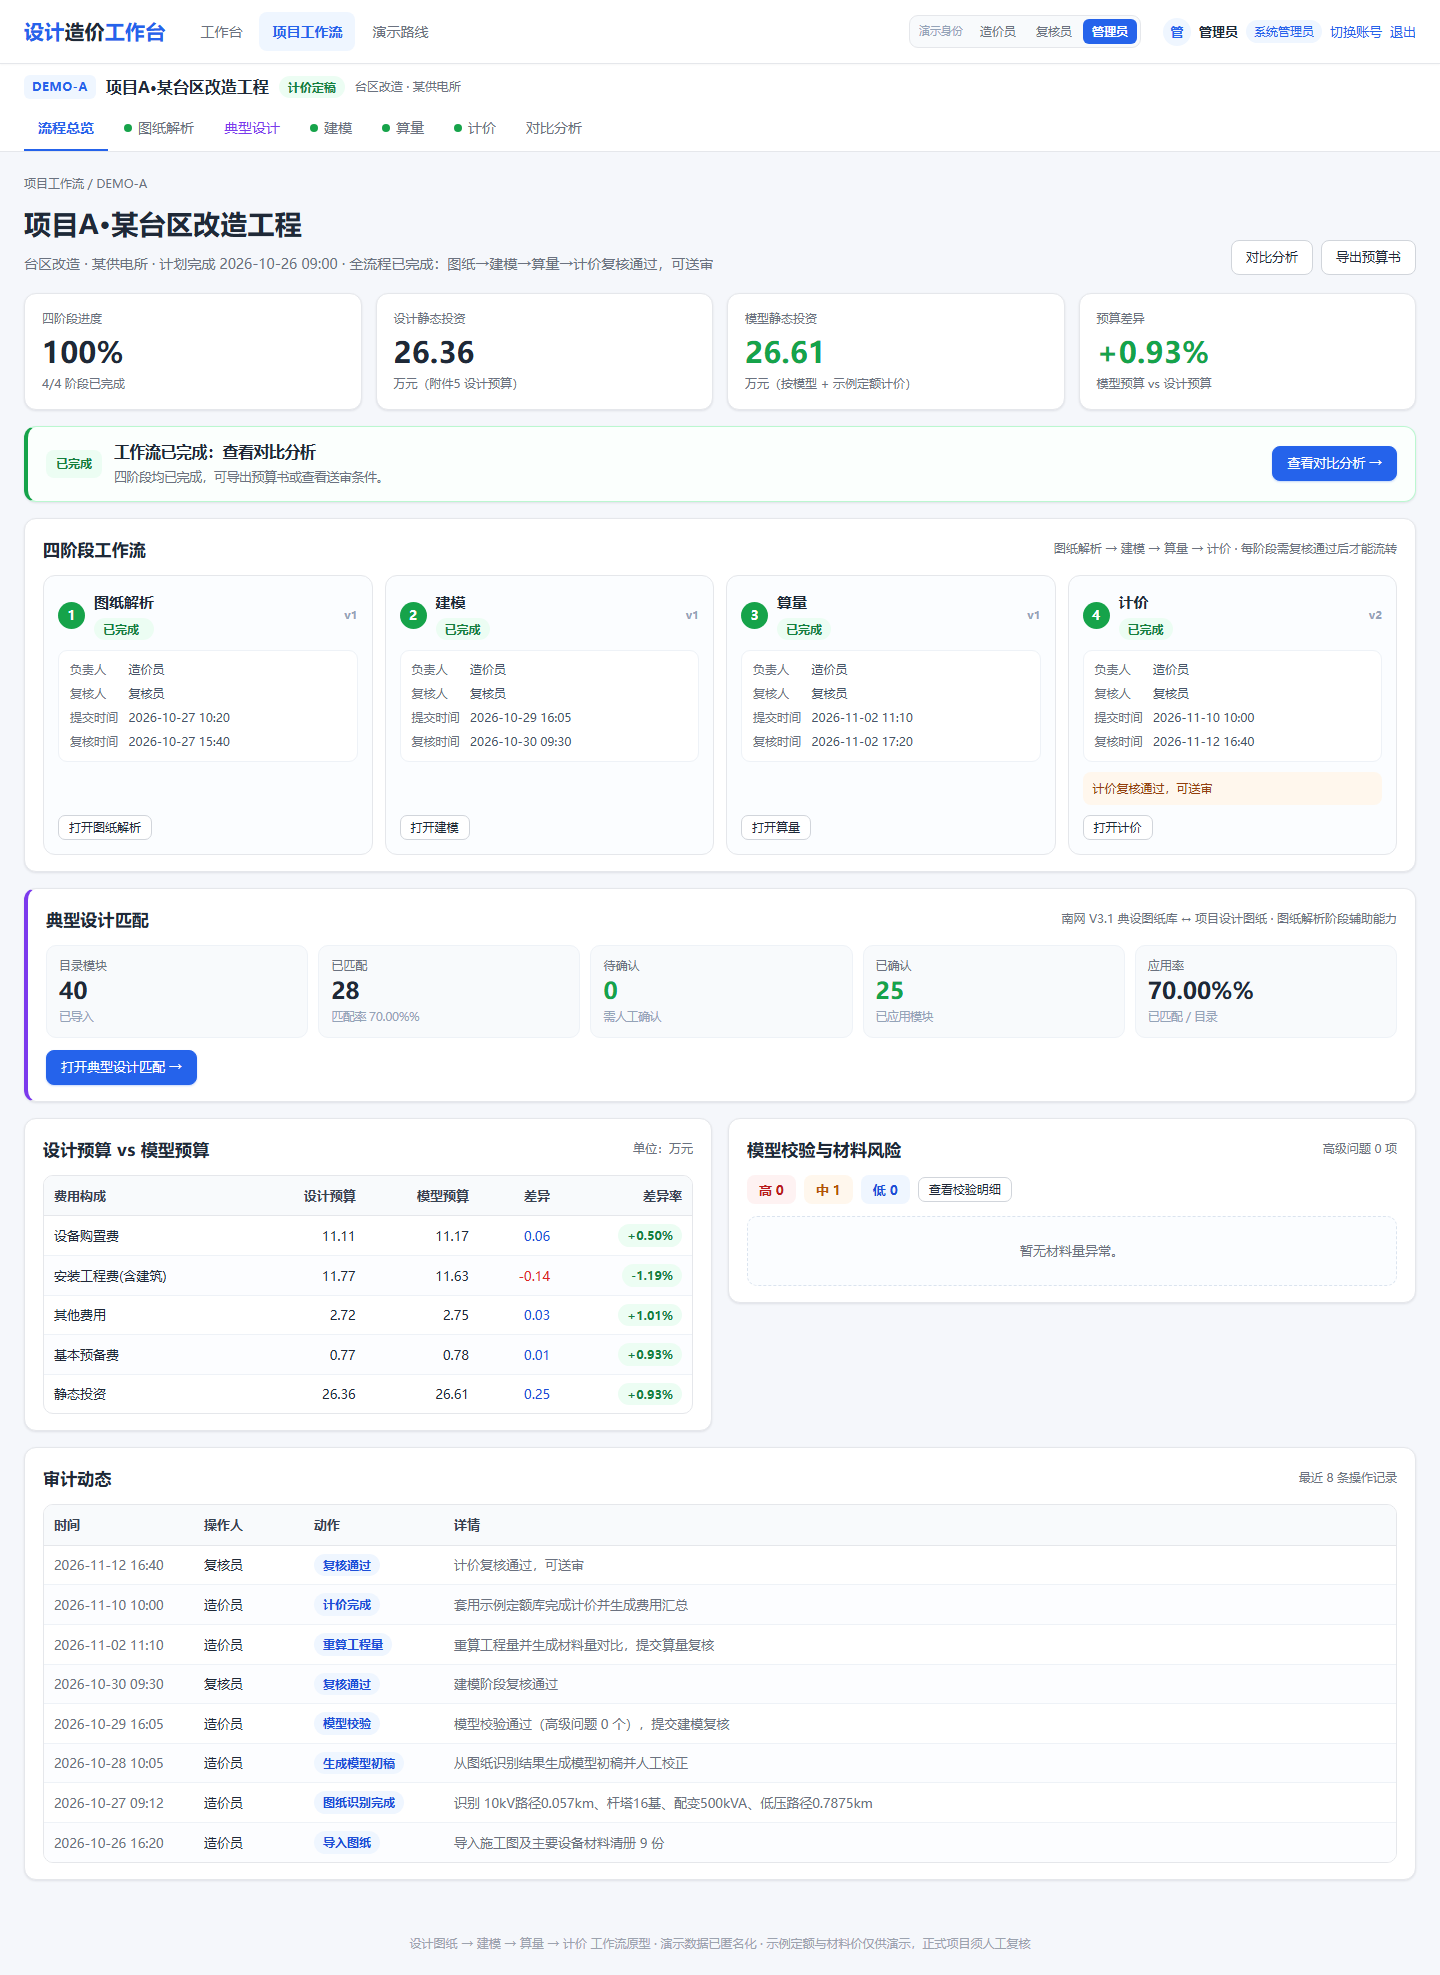 设计造价工作台 工作台 项目工作流 演示路线 演示身份 造价员 复核员 管理员 管 管理员 系统管理员 切换账号 退出
DEMO-A 项目A•某台区改造工程 计价定稿 台区改造 · 某供电所
流程总览 图纸解析 典型设计 建模 算量 计价 对比分析
项目工作流 / DEMO-A
项目A•某台区改造工程
台区改造 · 某供电所 · 计划完成 2026-10-26 09:00 · 全流程已完成：图纸→建模→算量→计价复核通过，可送审
对比分析 导出预算书
四阶段进度
100%
4/4 阶段已完成
设计静态投资
26.36
万元（附件5 设计预算）
模型静态投资
26.61
万元（按模型 + 示例定额计价）
预算差异
+0.93%
模型预算 vs 设计预算
已完成
工作流已完成：查看对比分析
四阶段均已完成，可导出预算书或查看送审条件。
查看对比分析 →
四阶段工作流
图纸解析 → 建模 → 算量 → 计价 · 每阶段需复核通过后才能流转
1 图纸解析 v1
已完成
负责人 造价员
复核人 复核员
提交时间 2026-10-27 10:20
复核时间 2026-10-27 15:40
打开图纸解析
2 建模 v1
已完成
负责人 造价员
复核人 复核员
提交时间 2026-10-29 16:05
复核时间 2026-10-30 09:30
打开建模
3 算量 v1
已完成
负责人 造价员
复核人 复核员
提交时间 2026-11-02 11:10
复核时间 2026-11-02 17:20
打开算量
4 计价 v2
已完成
负责人 造价员
复核人 复核员
提交时间 2026-11-10 10:00
复核时间 2026-11-12 16:40
计价复核通过，可送审
打开计价
典型设计匹配
南网 V3.1 典设图纸库 ↔ 项目设计图纸 · 图纸解析阶段辅助能力
目录模块
40
已导入
已匹配
28
匹配率 70.00%%
待确认
0
需人工确认
已确认
25
已应用模块
应用率
70.00%%
已匹配 / 目录
打开典型设计匹配 →
设计预算 vs 模型预算 单位：万元
费用构成 设计预算 模型预算 差异 差异率
设备购置费 11.11 11.17 0.06 +0.50%
安装工程费(含建筑) 11.77 11.63 -0.14 -1.19%
其他费用 2.72 2.75 0.03 +1.01%
基本预备费 0.77 0.78 0.01 +0.93%
静态投资 26.36 26.61 0.25 +0.93%
模型校验与材料风险 高级问题 0 项
高 0 中 1 低 0 查看校验明细
暂无材料量异常。
审计动态 最近 8 条操作记录
时间 操作人 动作 详情
2026-11-12 16:40 复核员 复核通过 计价复核通过，可送审
2026-11-10 10:00 造价员 计价完成 套用示例定额库完成计价并生成费用汇总
2026-11-02 11:10 造价员 重算工程量 重算工程量并生成材料量对比，提交算量复核
2026-10-30 09:30 复核员 复核通过 建模阶段复核通过
2026-10-29 16:05 造价员 模型校验 模型校验通过（高级问题 0 个），提交建模复核
2026-10-28 10:05 造价员 生成模型初稿 从图纸识别结果生成模型初稿并人工校正
2026-10-27 09:12 造价员 图纸识别完成 识别 10kV路径0.057km、杆塔16基、配变500kVA、低压路径0.7875km
2026-10-26 16:20 造价员 导入图纸 导入施工图及主要设备材料清册 9 份
设计图纸 → 建模 → 算量 → 计价 工作流原型 · 演示数据已匿名化 · 示例定额与材料价仅供演示，正式项目须人工复核